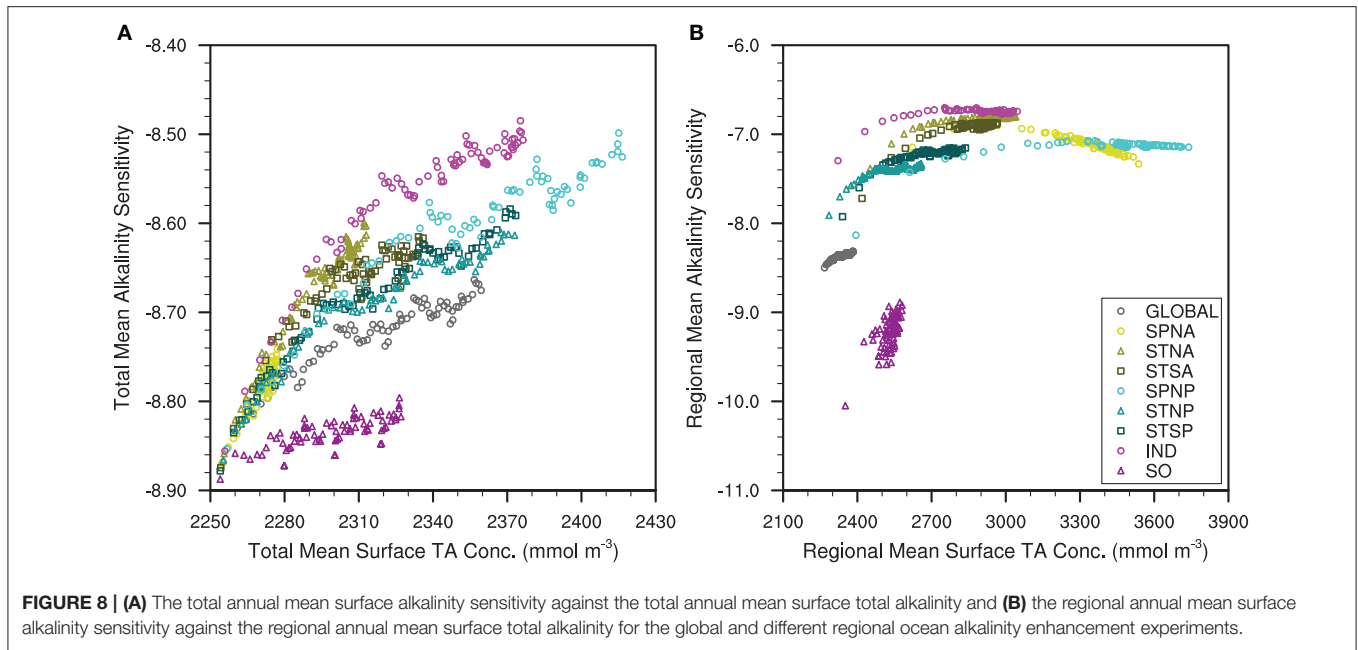 A
B
-8.40
-8.50
-8.60
-8.70
-8.80
-8.90
Total Mean Alkalinity Sensitivity
2250 2280 2310 2340 2370 2400 2430
Total Mean Surface TA Conc. (mmol m⁻³)
-6.0
-7.0
-8.0
-9.0
-10.0
-11.0
Regional Mean Alkalinity Sensitivity
2100 2400 2700 3000 3300 3600 3900
Regional Mean Surface TA Conc. (mmol m⁻³)
GLOBAL
SPNA
STNA
STSA
SPNP
STNP
STSP
IND
SO
FIGURE 8 | (A) The total annual mean surface alkalinity sensitivity against the total annual mean surface total alkalinity and (B) the regional annual mean surface
alkalinity sensitivity against the regional annual mean surface total alkalinity for the global and different regional ocean alkalinity enhancement experiments.